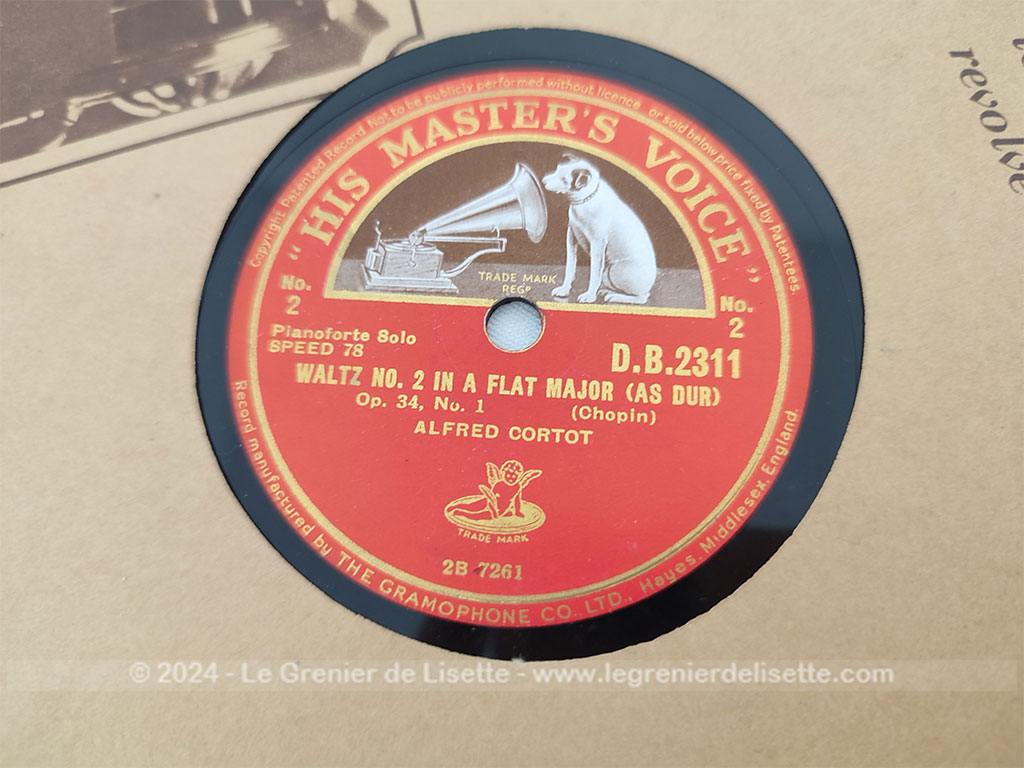 revolve
Copyright Patented Record Not to be publicly performed without licence or sold below price fixed by Patentees.
"HIS MASTER'S VOICE"
TRADE MARK
REGD
No. 2
No. 2
Pianoforte Solo
SPEED 78
D.B.2311
WALTZ NO. 2 IN A FLAT MAJOR (AS DUR)
Op. 34, No. 1 (Chopin)
ALFRED CORTOT
TRADE MARK
2B 7261
Record manufactured by THE GRAMOPHONE CO., LTD., Hayes, Middlesex, England.
© 2024 - Le Grenier de Lisette - www.legrenierdelisette.com